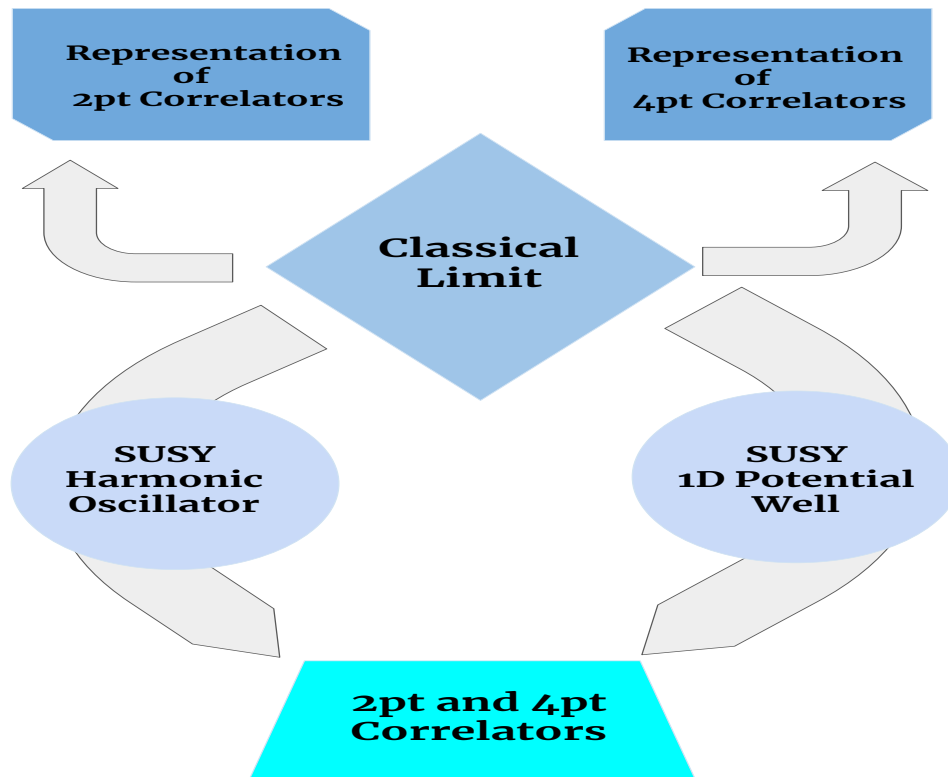 Representation
of
2pt Correlators
Representation
of
4pt Correlators
Classical
Limit
SUSY
Harmonic
Oscillator
SUSY
1D Potential
Well
2pt and 4pt
Correlators